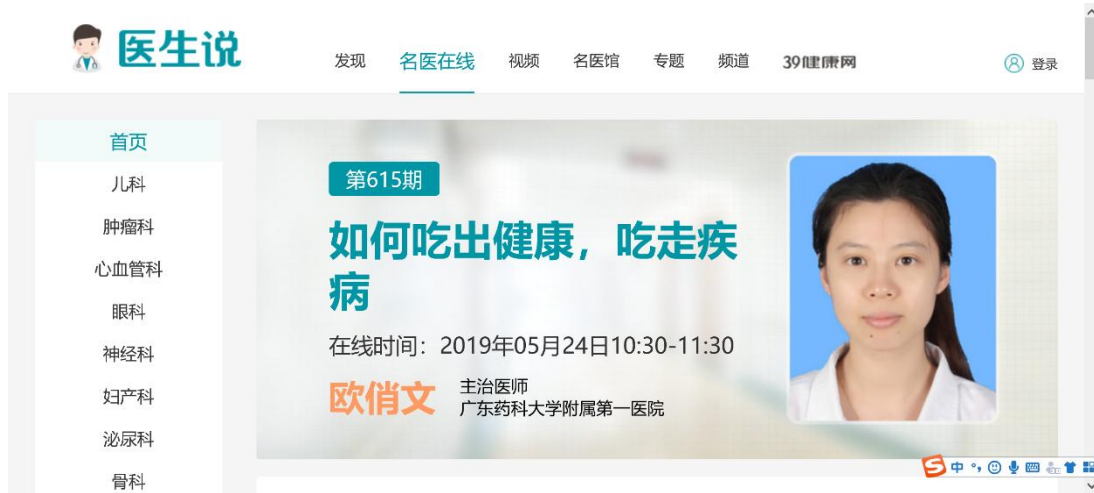 医生说
发现 名医在线 视频 名医馆 专题 频道 39健康网 登录
首页
儿科
肿瘤科
心血管科
眼科
神经科
妇产科
泌尿科
骨科
第615期
如何吃出健康，吃走疾
病
在线时间：2019年05月24日10:30-11:30
欧俏文
主治医师
广东药科大学附属第一医院
中